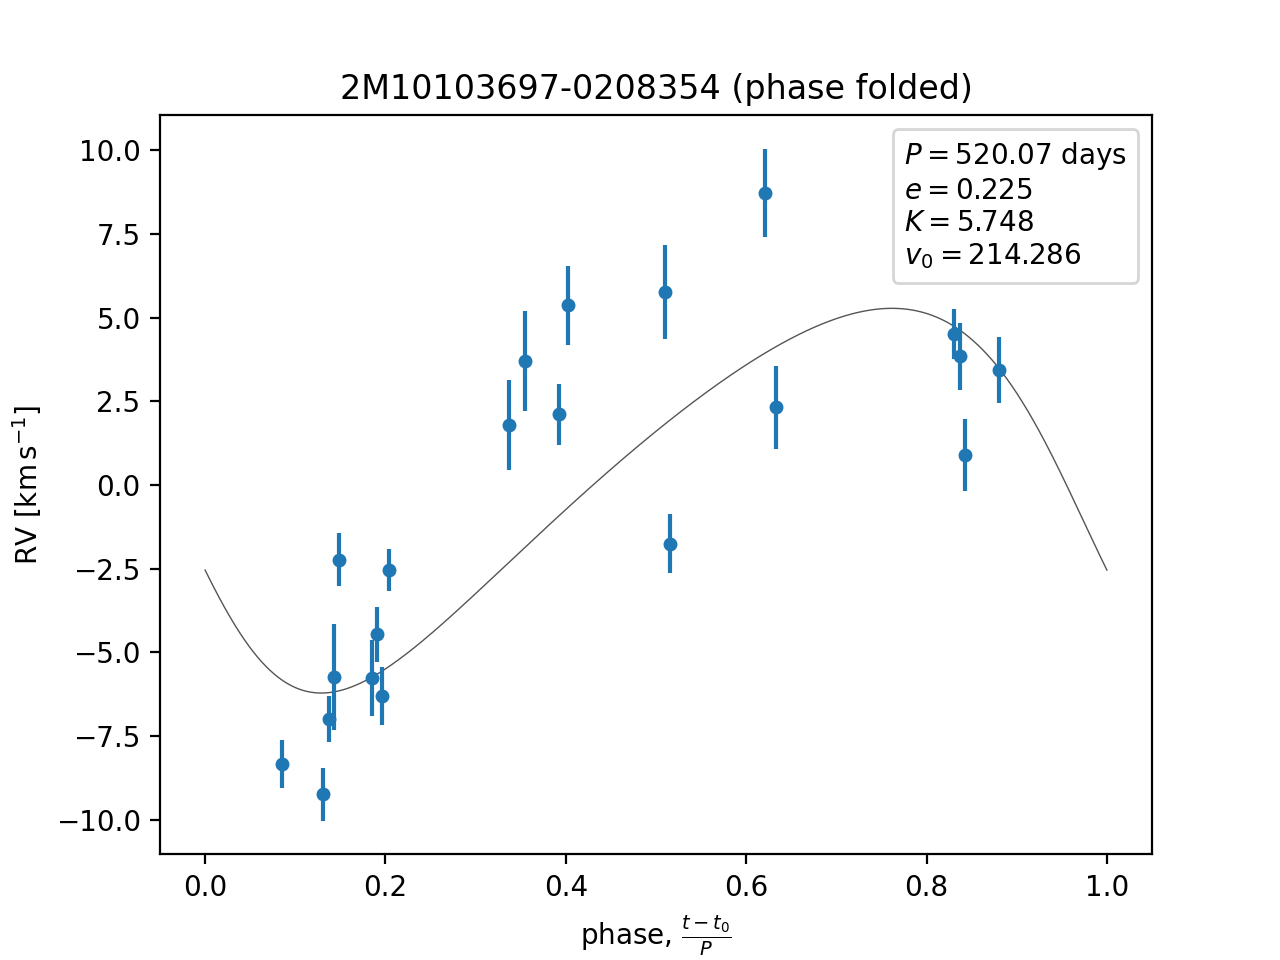 2M10103697-0208354 (phase folded)
P = 520.07 days
e = 0.225
K = 5.748
v₀ = 214.286
RV [km s⁻¹]
10.0
7.5
5.0
2.5
0.0
−2.5
−5.0
−7.5
−10.0
0.0 0.2 0.4 0.6 0.8 1.0
phase, (t − t₀)/P